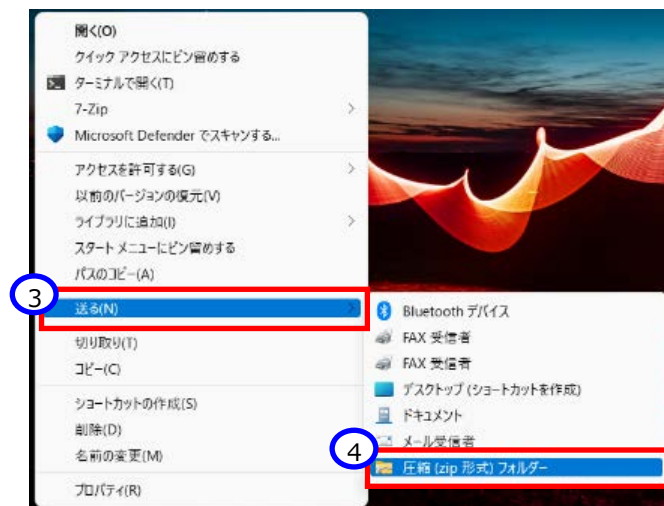 開く(O)
クイック アクセスにピン留めする
ターミナルで開く(T)
7-Zip
Microsoft Defender でスキャンする...
アクセスを許可する(G)
以前のバージョンの復元(V)
ライブラリに追加(I)
スタート メニューにピン留めする
パスのコピー(A)
3
送る(N)
切り取り(T)
コピー(C)
ショートカットの作成(S)
削除(D)
名前の変更(M)
プロパティ(R)
Bluetooth デバイス
FAX 受信者
FAX 受信者
デスクトップ (ショートカットを作成)
ドキュメント
メール受信者
4
圧縮 (zip 形式) フォルダー